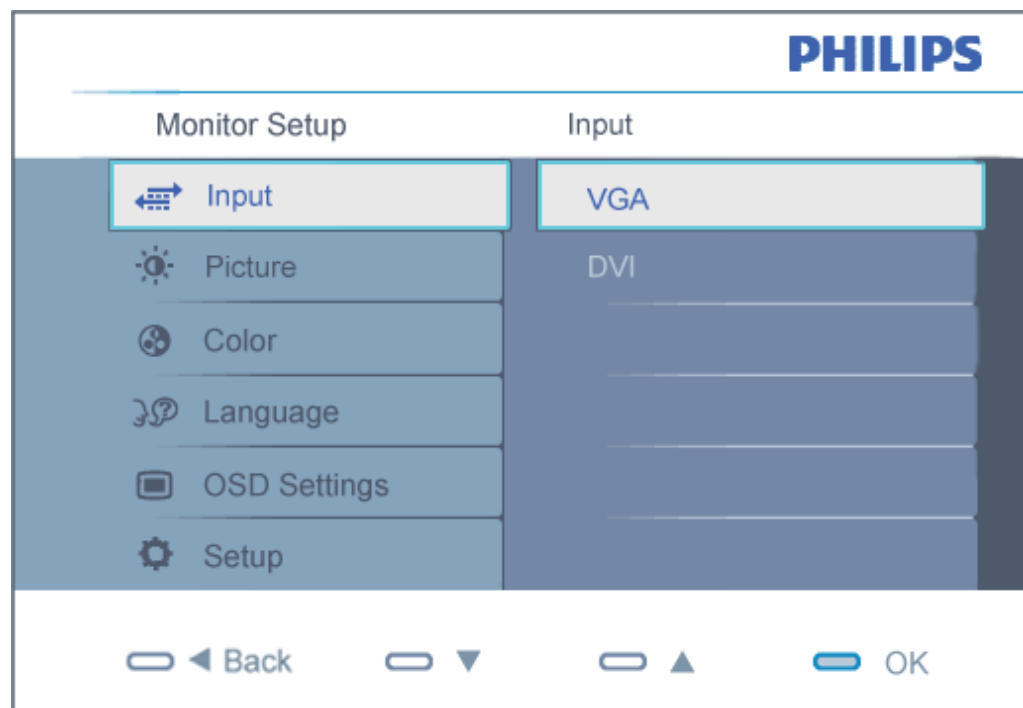 PHILIPS
Monitor Setup Input
Input VGA
Picture DVI
Color
Language
OSD Settings
Setup
Back OK